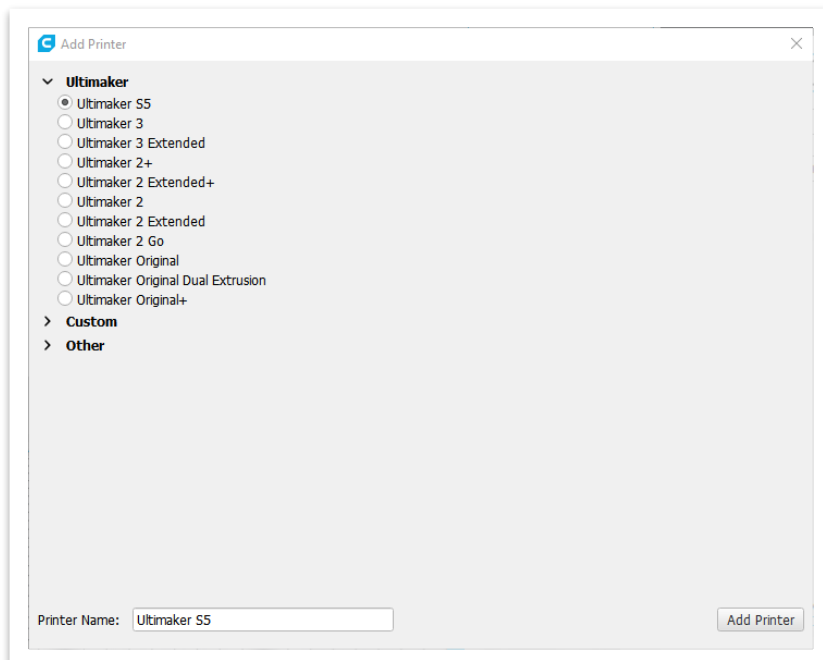 Add Printer
Ultimaker
Ultimaker S5
Ultimaker 3
Ultimaker 3 Extended
Ultimaker 2+
Ultimaker 2 Extended+
Ultimaker 2
Ultimaker 2 Extended
Ultimaker 2 Go
Ultimaker Original
Ultimaker Original Dual Extrusion
Ultimaker Original+
Custom
Other
Printer Name: Ultimaker S5 Add Printer